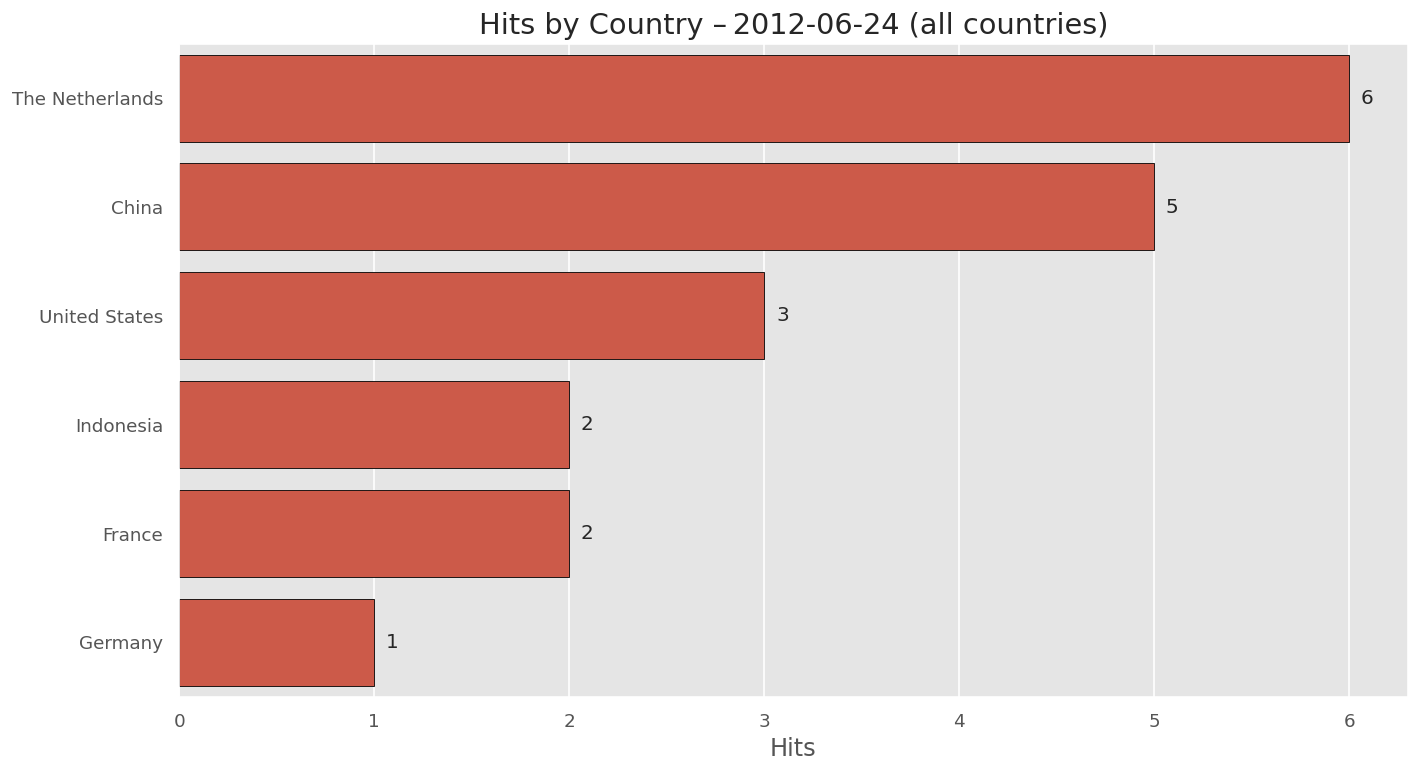 Hits by Country – 2012-06-24 (all countries)
The Netherlands 6
China 5
United States 3
Indonesia 2
France 2
Germany 1
0 1 2 3 4 5 6
Hits